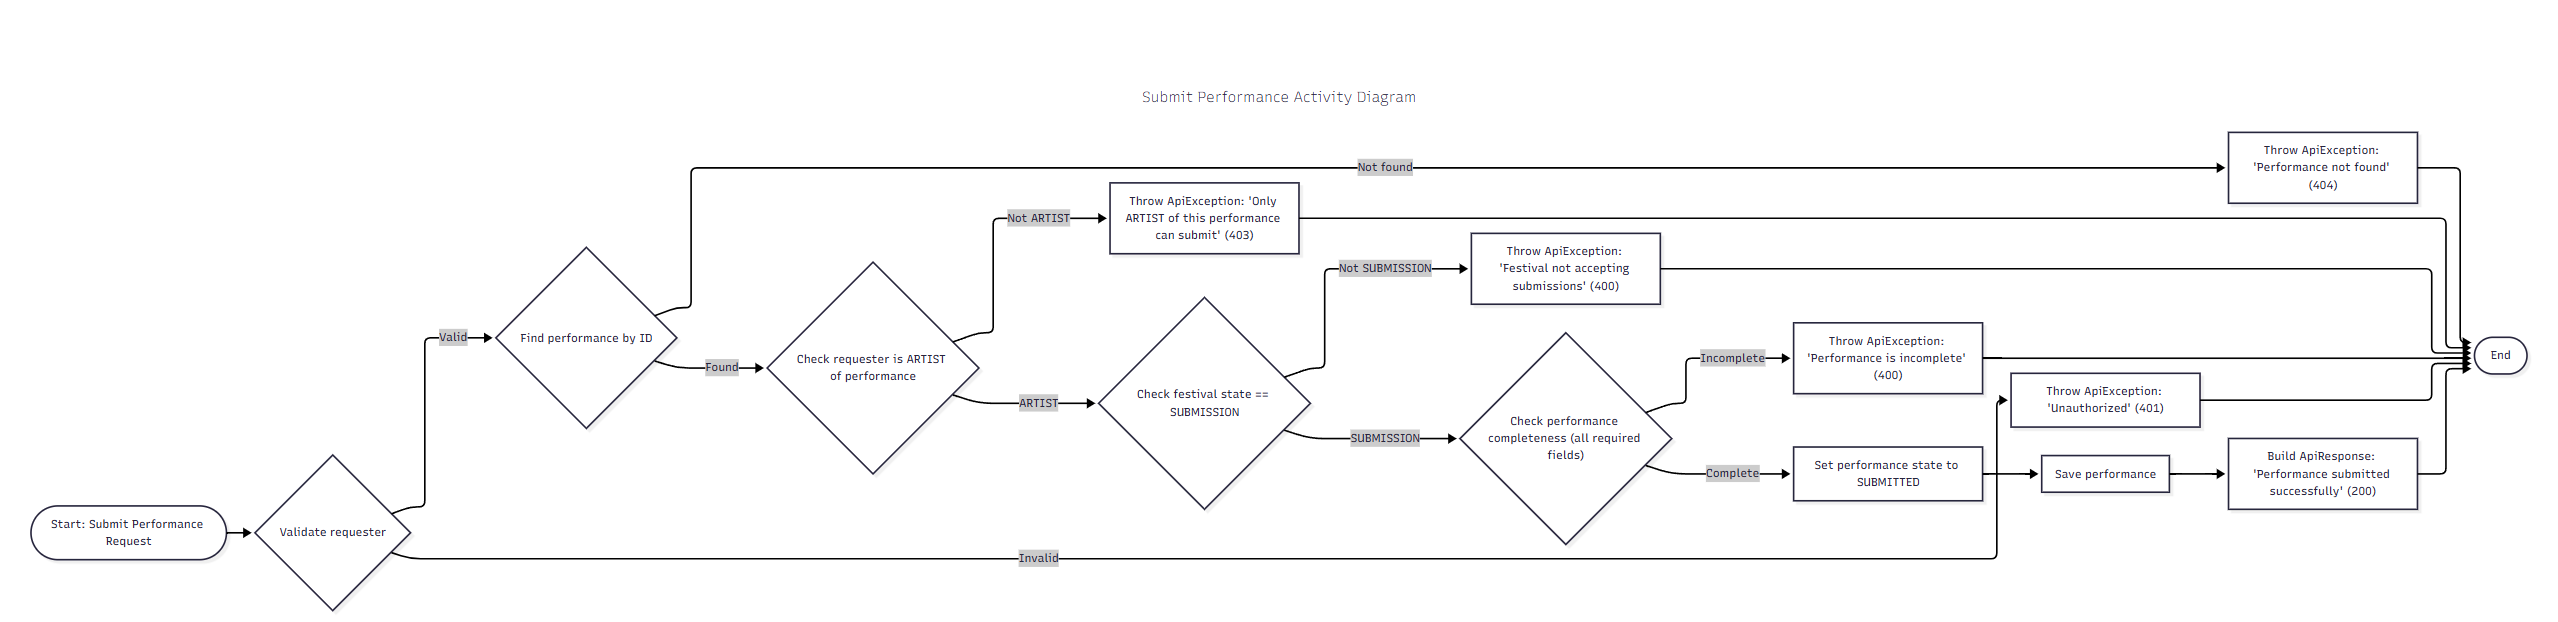 Submit Performance Activity Diagram
Throw ApiException:
'Performance not found'
(404)
Not found
Throw ApiException: 'Only
ARTIST of this performance
can submit' (403)
Not ARTIST
Throw ApiException:
'Festival not accepting
submissions' (400)
Not SUBMISSION
Valid
Find performance by ID
Found
Check requester is ARTIST
of performance
ARTIST
Check festival state ==
SUBMISSION
SUBMISSION
Check performance
completeness (all required
fields)
Incomplete
Throw ApiException:
'Performance is incomplete'
(400)
Throw ApiException:
'Unauthorized' (401)
End
Complete
Set performance state to
SUBMITTED
Save performance
Build ApiResponse:
'Performance submitted
successfully' (200)
Start: Submit Performance
Request
Validate requester
Invalid